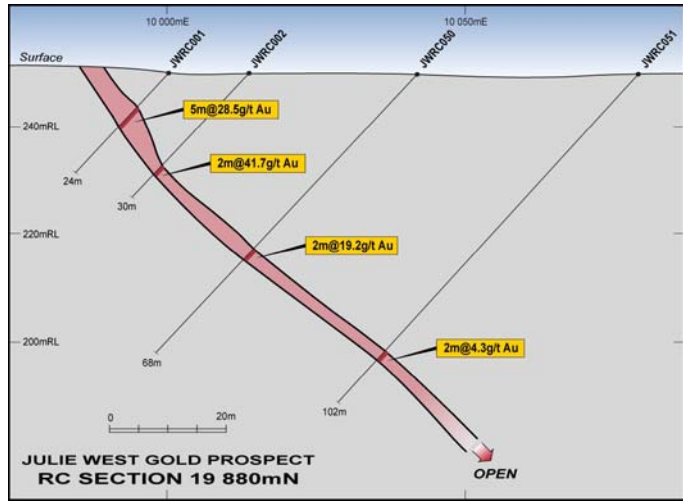 10 000mE
10 050mE
Surface
JWRC001
JWRC002
JWRC050
JWRC051
5m@28.5g/t Au
240mRL
2m@41.7g/t Au
24m
30m
220mRL
2m@19.2g/t Au
200mRL
2m@4.3g/t Au
68m
102m
0
20m
JULIE WEST GOLD PROSPECT
RC SECTION 19 880mN
OPEN